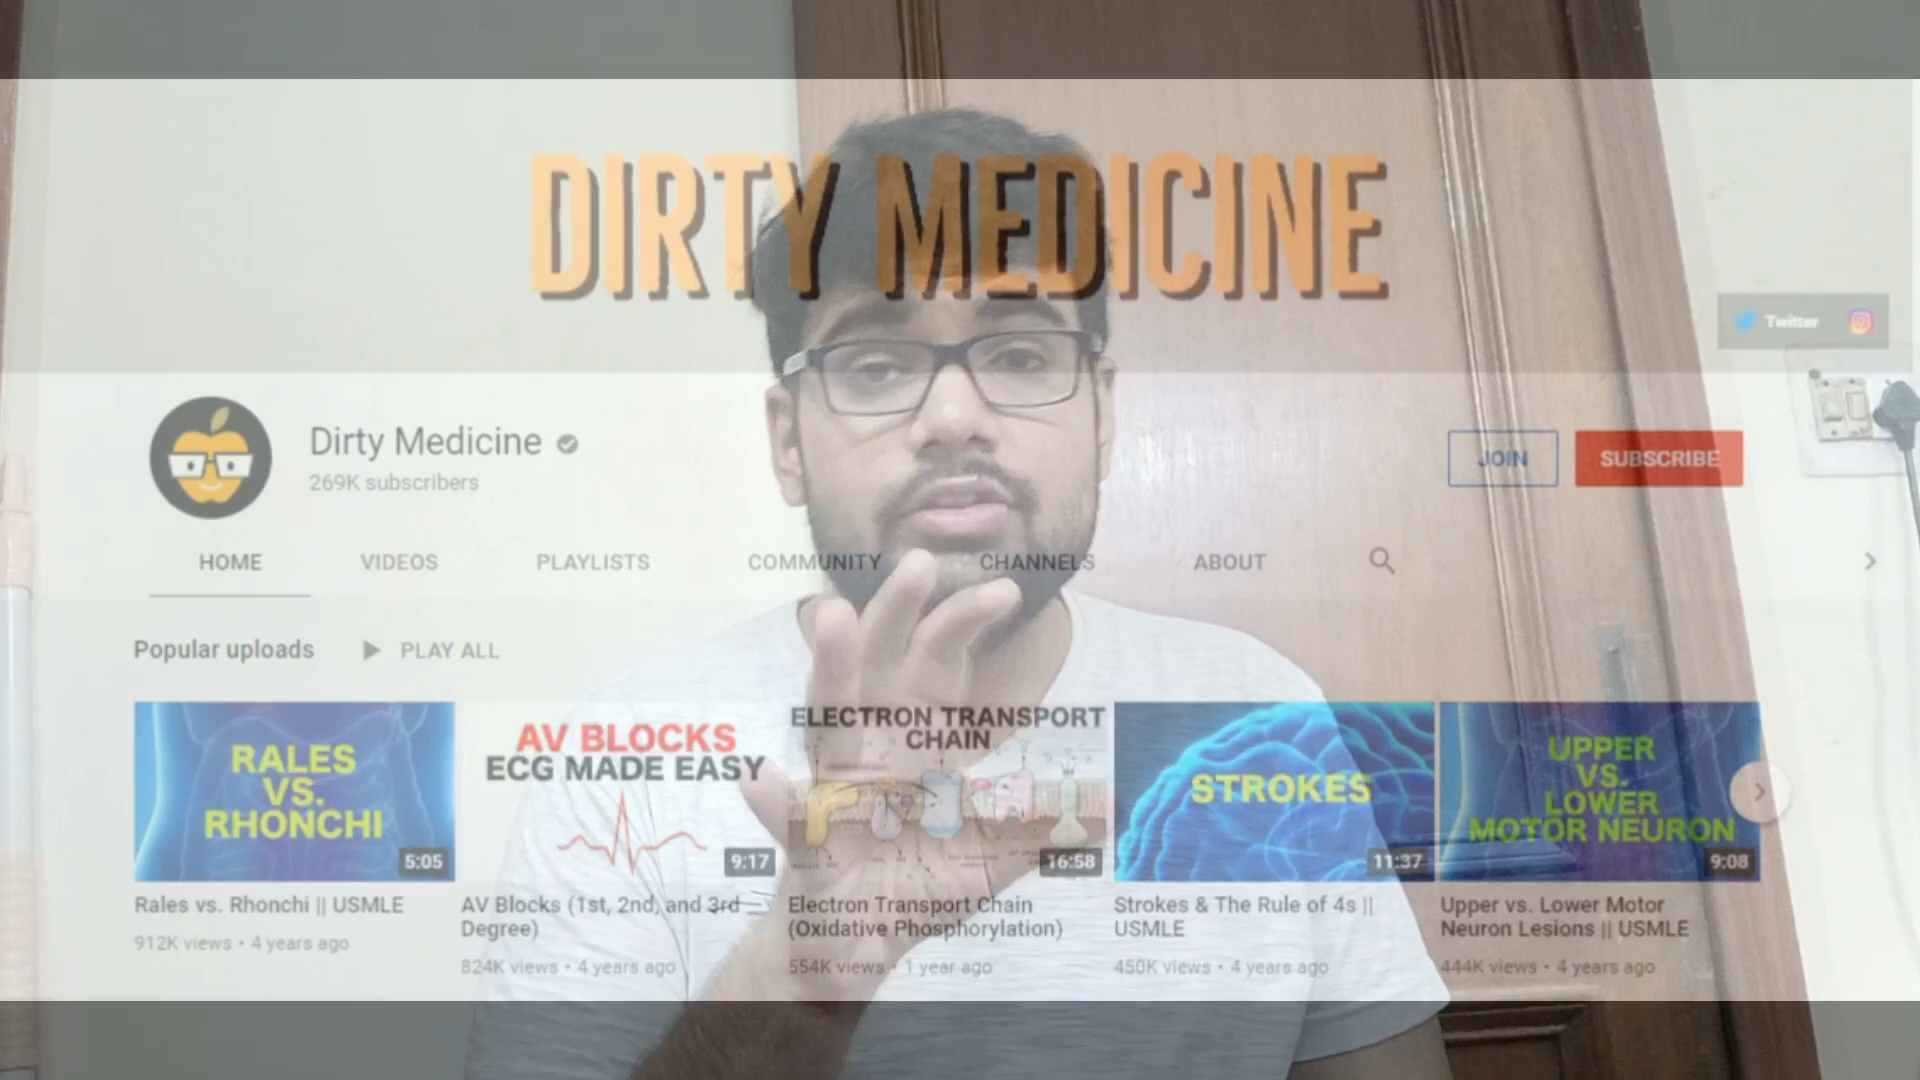 DIRTY MEDICINE
Twitter
Dirty Medicine
269K subscribers
JOIN
SUBSCRIBE
HOME
VIDEOS
PLAYLISTS
COMMUNITY
CHANNELS
ABOUT
Popular uploads
PLAY ALL
RALES
VS.
RHONCHI
5:05
Rales vs. Rhonchi || USMLE
912K views • 4 years ago
AV BLOCKS
ECG MADE EASY
9:17
AV Blocks (1st, 2nd, and 3rd
Degree)
824K views • 4 years ago
ELECTRON TRANSPORT
CHAIN
16:58
Electron Transport Chain
(Oxidative Phosphorylation)
554K views • 1 year ago
STROKES
11:37
Strokes & The Rule of 4s ||
USMLE
450K views • 4 years ago
UPPER
VS.
LOWER
MOTOR NEURON
9:08
Upper vs. Lower Motor
Neuron Lesions || USMLE
444K views • 4 years ago